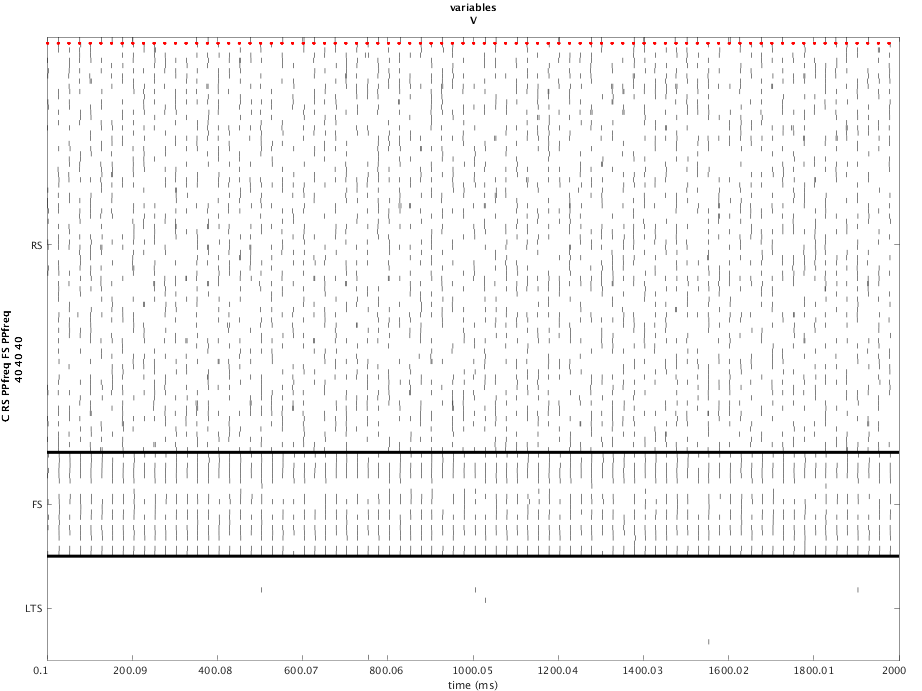 variables
V
C RS PPfreq FS PPfreq
40 40 40
RS
FS
LTS
0.1 200.09 400.08 600.07 800.06 1000.05 1200.04 1400.03 1600.02 1800.01 2000
time (ms)